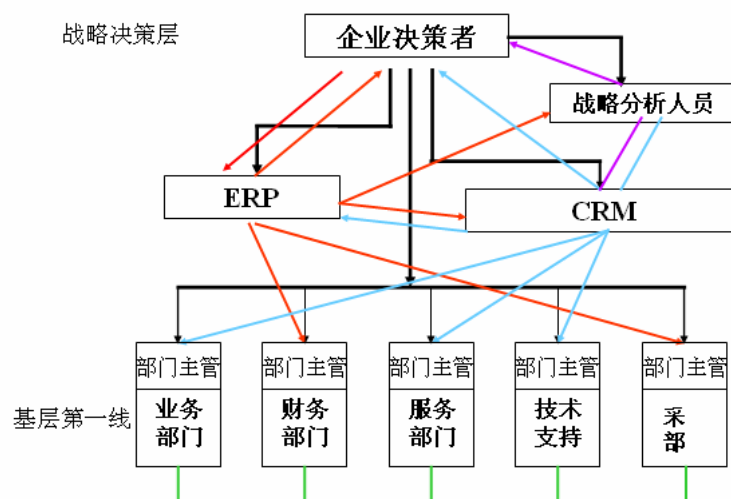 战略决策层
企业决策者
战略分析人员
ERP
CRM
部门主管
部门主管
部门主管
部门主管
部门主管
基层第一线
业务
部门
财务
部门
服务
部门
技术
支持
采
部